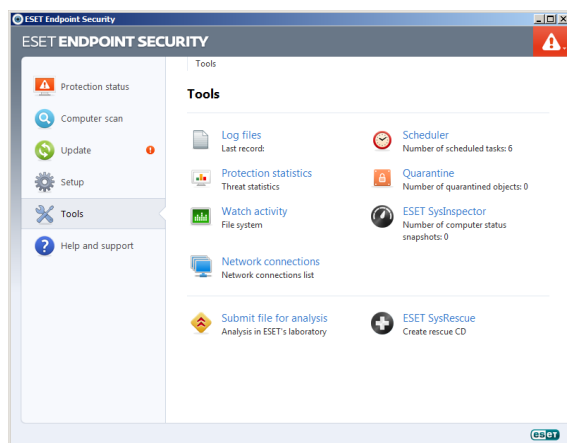 ESET Endpoint Security
ESET ENDPOINT SECURITY
Protection status
Computer scan
Update
Setup
Tools
Help and support
Tools
Tools
Log files
Last record:
Scheduler
Number of scheduled tasks: 6
Protection statistics
Threat statistics
Quarantine
Number of quarantined objects: 0
Watch activity
File system
ESET SysInspector
Number of computer status
snapshots: 0
Network connections
Network connections list
Submit file for analysis
Analysis in ESET's laboratory
ESET SysRescue
Create rescue CD
eseT